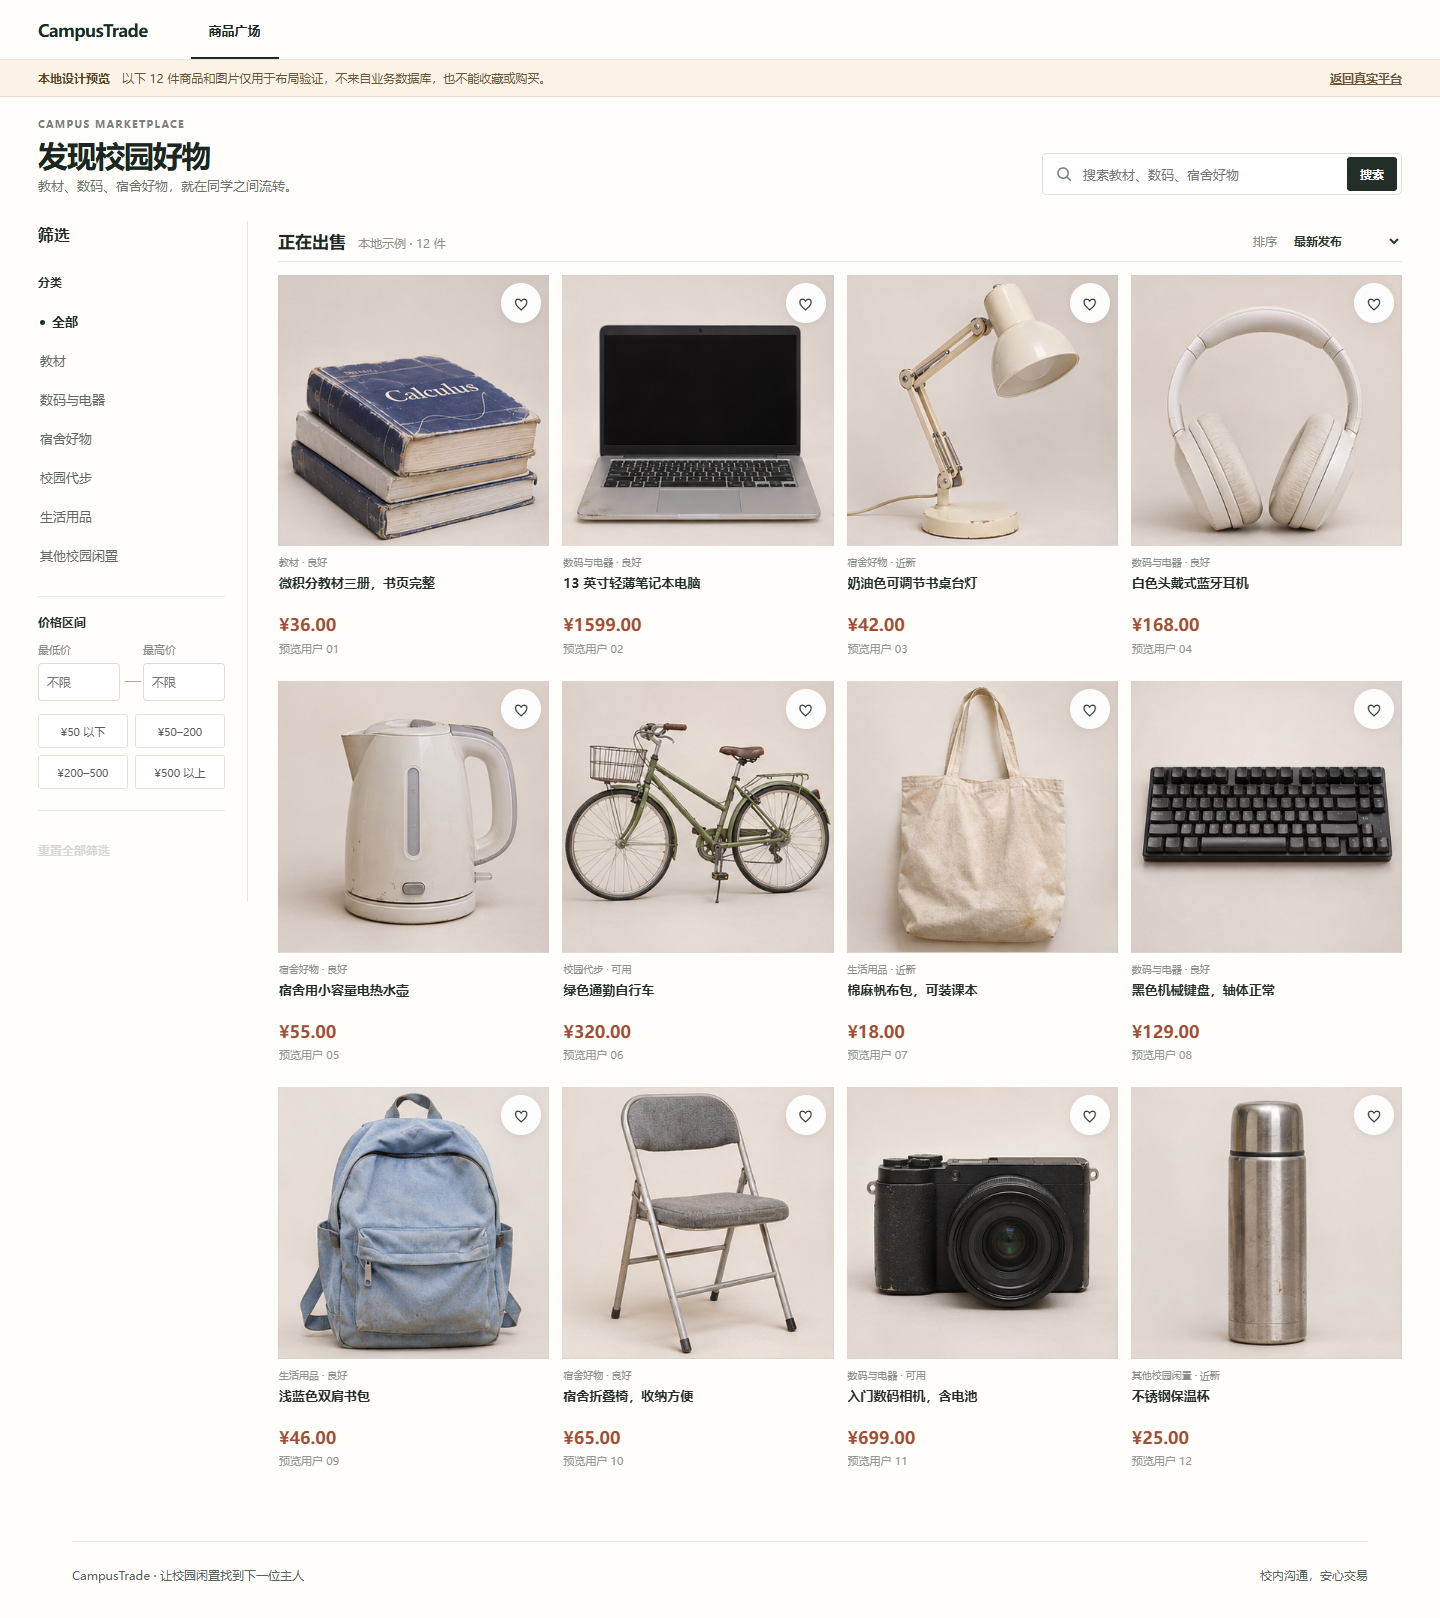 CampusTrade
商品广场
本地设计预览 以下 12 件商品和图片仅用于布局验证，不来自业务数据库，也不能收藏或购买。
返回真实平台
CAMPUS MARKETPLACE
发现校园好物
教材、数码、宿舍好物，就在同学之间流转。
搜索教材、数码、宿舍好物
搜索
筛选
分类
全部
教材
数码与电器
宿舍好物
校园代步
生活用品
其他校园闲置
价格区间
最低价 最高价
不限 — 不限
¥50 以下 ¥50–200
¥200–500 ¥500 以上
重置全部筛选
正在出售 本地示例 · 12 件
排序 最新发布
Calculus
教材 · 良好
微积分教材三册，书页完整
¥36.00
预览用户 01
数码与电器 · 良好
13 英寸轻薄笔记本电脑
¥1599.00
预览用户 02
宿舍好物 · 近新
奶油色可调节书桌台灯
¥42.00
预览用户 03
数码与电器 · 良好
白色头戴式蓝牙耳机
¥168.00
预览用户 04
宿舍好物 · 良好
宿舍用小容量电热水壶
¥55.00
预览用户 05
校园代步 · 可用
绿色通勤自行车
¥320.00
预览用户 06
生活用品 · 近新
棉麻帆布包，可装课本
¥18.00
预览用户 07
数码与电器 · 良好
黑色机械键盘，轴体正常
¥129.00
预览用户 08
生活用品 · 良好
浅蓝色双肩书包
¥46.00
预览用户 09
宿舍好物 · 良好
宿舍折叠椅，收纳方便
¥65.00
预览用户 10
数码与电器 · 可用
入门数码相机，含电池
¥699.00
预览用户 11
其他校园闲置 · 近新
不锈钢保温杯
¥25.00
预览用户 12
CampusTrade · 让校园闲置找到下一位主人
校内沟通，安心交易